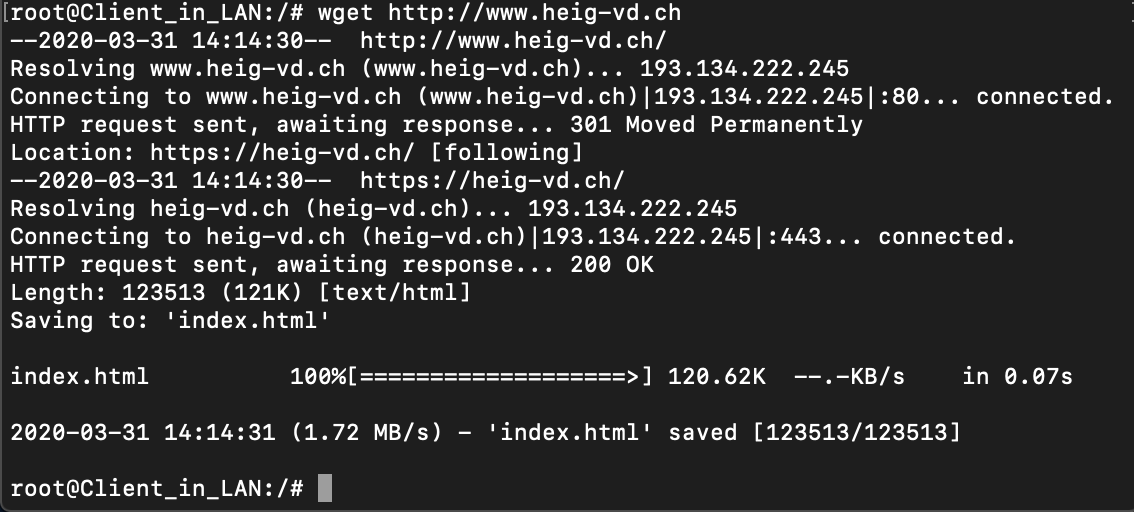 [root@Client_in_LAN:/# wget http://www.heig-vd.ch
--2020-03-31 14:14:30--  http://www.heig-vd.ch/
Resolving www.heig-vd.ch (www.heig-vd.ch)... 193.134.222.245
Connecting to www.heig-vd.ch (www.heig-vd.ch)|193.134.222.245|:80... connected.
HTTP request sent, awaiting response... 301 Moved Permanently
Location: https://heig-vd.ch/ [following]
--2020-03-31 14:14:30--  https://heig-vd.ch/
Resolving heig-vd.ch (heig-vd.ch)... 193.134.222.245
Connecting to heig-vd.ch (heig-vd.ch)|193.134.222.245|:443... connected.
HTTP request sent, awaiting response... 200 OK
Length: 123513 (121K) [text/html]
Saving to: 'index.html'
index.html          100%[===================>] 120.62K  --.-KB/s    in 0.07s
2020-03-31 14:14:31 (1.72 MB/s) - 'index.html' saved [123513/123513]
root@Client_in_LAN:/#